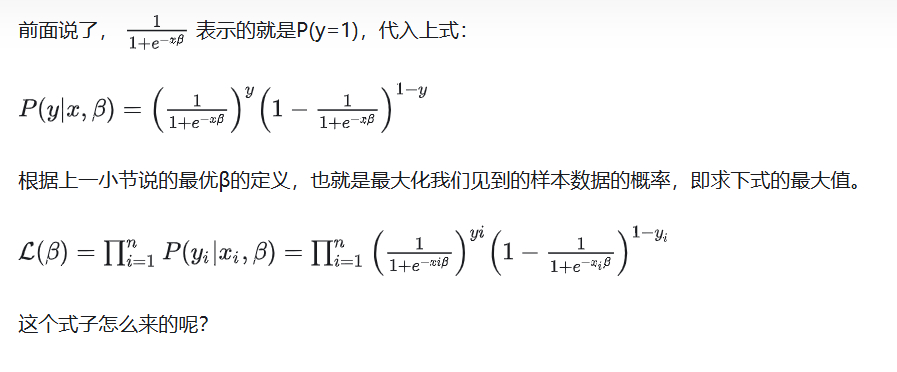 前面说了， $\frac{1}{1+e^{-x\beta}}$ 表示的就是P(y=1)，代入上式：
$P(y|x,\beta)=\left(\frac{1}{1+e^{-x\beta}}\right)^{y}\left(1-\frac{1}{1+e^{-x\beta}}\right)^{1-y}$
根据上一小节说的最优β的定义，也就是最大化我们见到的样本数据的概率，即求下式的最大值。
$\mathcal{L}(\beta)=\prod_{i=1}^{n}P(y_i|x_i,\beta)=\prod_{i=1}^{n}\left(\frac{1}{1+e^{-xi\beta}}\right)^{yi}\left(1-\frac{1}{1+e^{-x_i\beta}}\right)^{1-y_i}$
这个式子怎么来的呢？